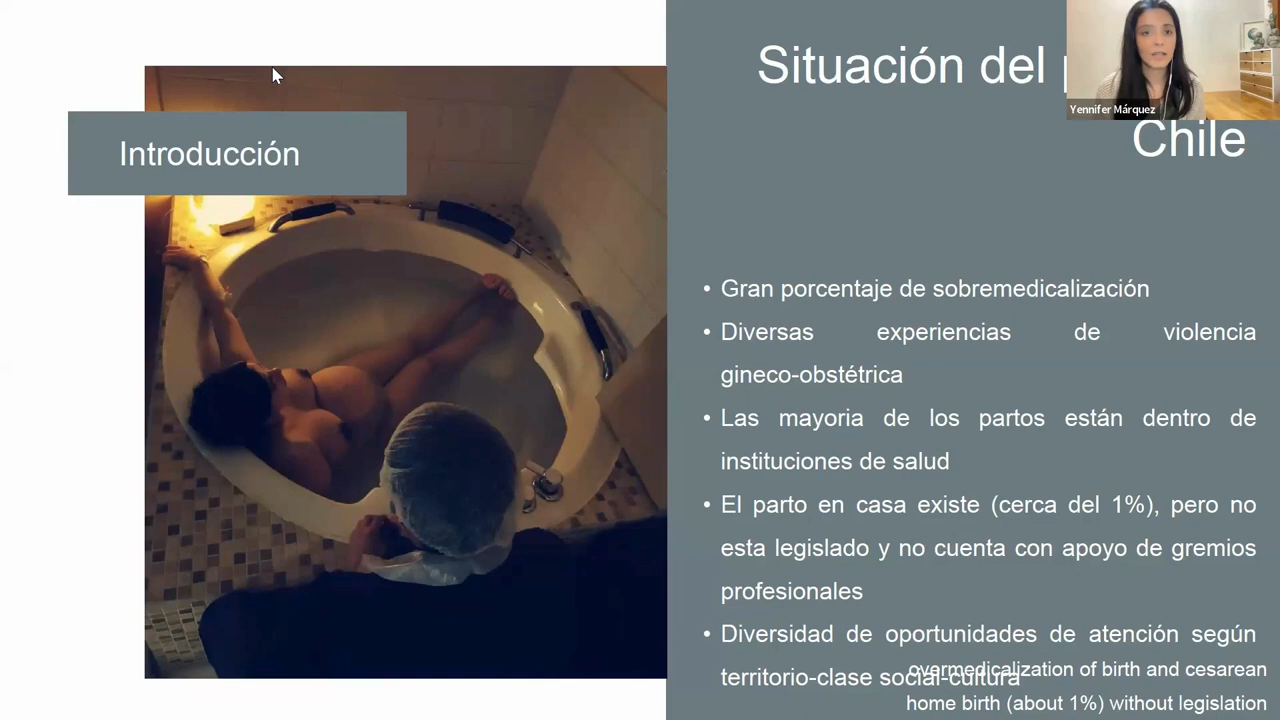 Introducción
Situación del
Chile
Yennifer Márquez
• Gran porcentaje de sobremedicalización
• Diversas experiencias de violencia
gineco-obstétrica
• Las mayoria de los partos están dentro de
instituciones de salud
• El parto en casa existe (cerca del 1%), pero no
esta legislado y no cuenta con apoyo de gremios
profesionales
• Diversidad de oportunidades de atención según
territorio-clase social-cultura
overmedicalization of birth and cesarean
home birth (about 1%) without legislation